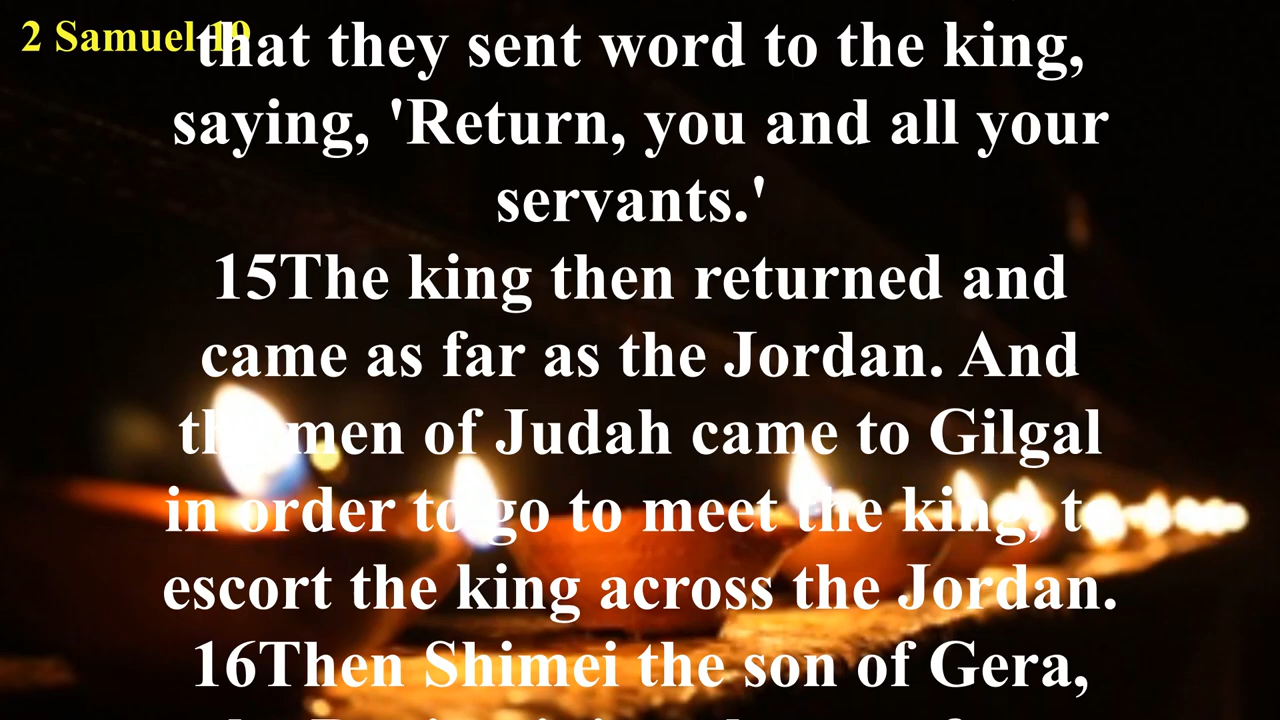 2 Samuel 19
that they sent word to the king,
saying, 'Return, you and all your
servants.'
15The king then returned and
came as far as the Jordan. And
the men of Judah came to Gilgal
in order to go to meet the king, to
escort the king across the Jordan.
16Then Shimei the son of Gera,